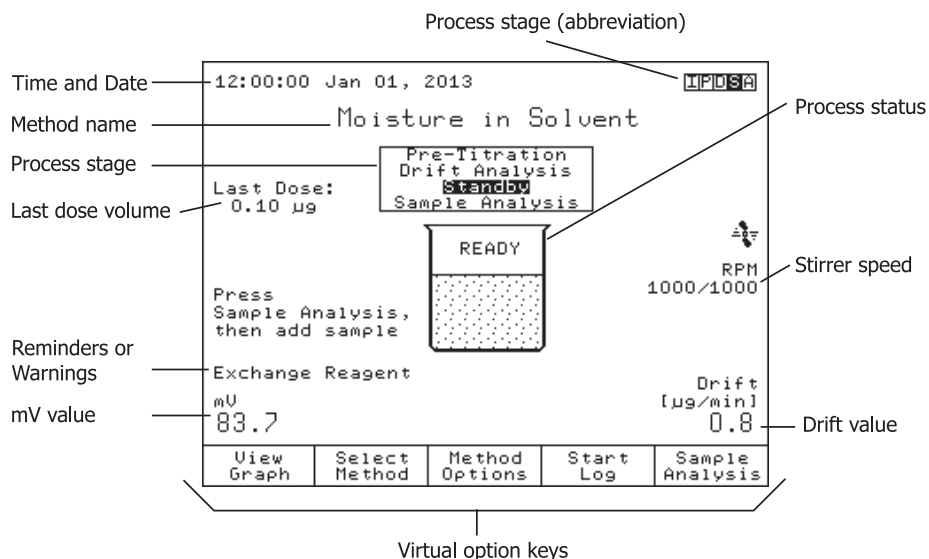 Process stage (abbreviation)
Time and Date
12:00:00 Jan 01, 2013
IPDSA
Process status
Method name
Moisture in Solvent
Process stage
Pre-Titration
Drift Analysis
Standby
Sample Analysis
Last Dose:
0.10 µg
Last dose volume
READY
RPM
1000/1000
Stirrer speed
Press
Sample Analysis,
then add sample
Reminders or
Warnings
Exchange Reagent
mV value
mV
83.7
Drift
[µg/min]
0.8
Drift value
View
Graph
Select
Method
Method
Options
Start
Log
Sample
Analysis
Virtual option keys